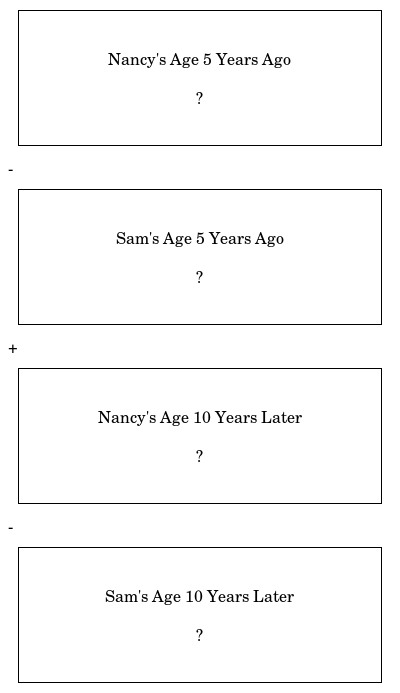 Nancy's Age 5 Years Ago
?
-
Sam's Age 5 Years Ago
?
+
Nancy's Age 10 Years Later
?
-
Sam's Age 10 Years Later
?